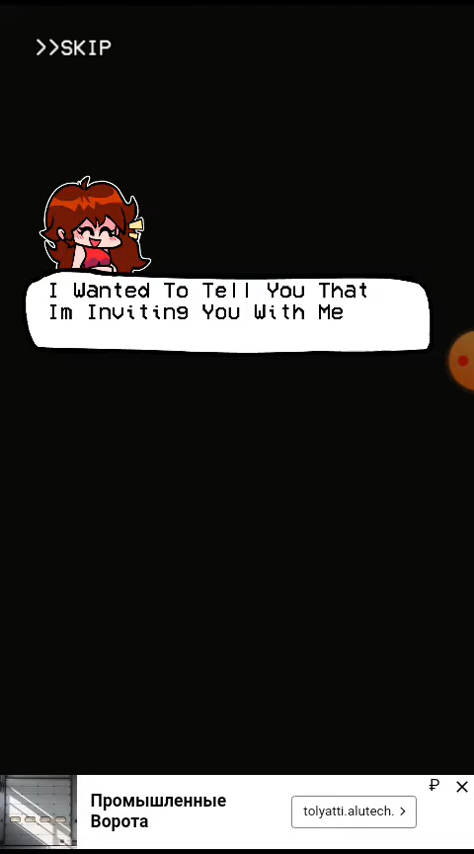 >>SKIP
I Wanted To Tell You That
Im Inviting You With Me
₽
Промышленные
Ворота
tolyatti.alutech.